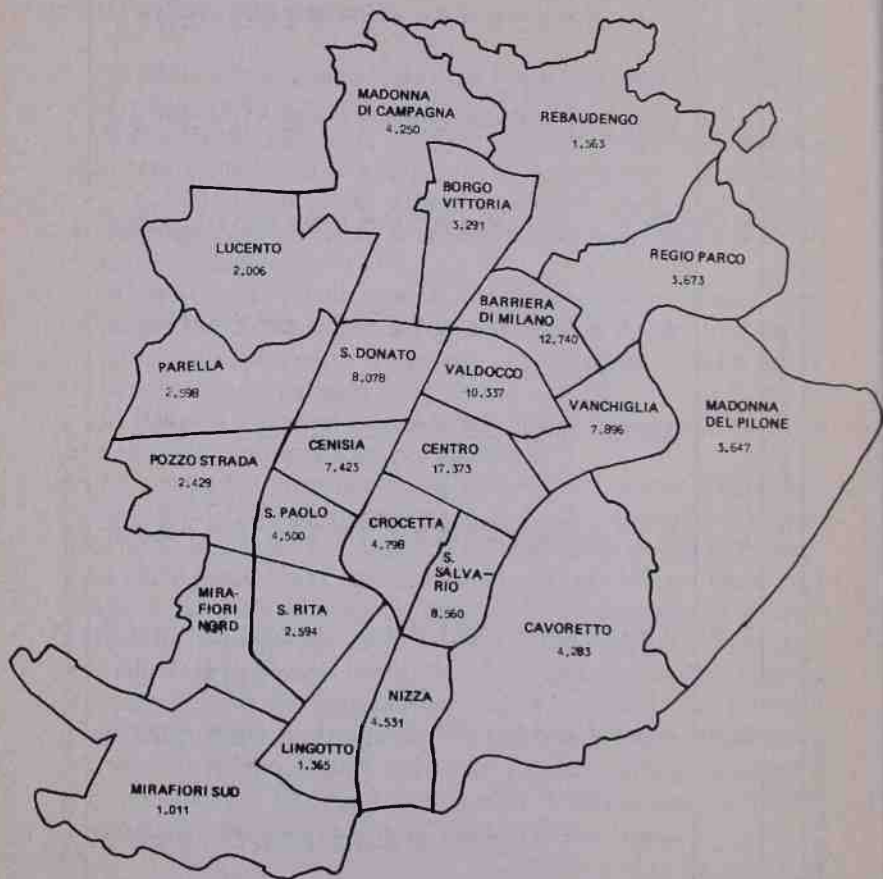 MADONNA
DI CAMPAGNA
4.250
REBAUDENGO
1.563
BORGO
VITTORIA
3.291
LUCENTO
2.006
REGIO PARCO
3.673
BARRIERA
DI MILANO
12.740
PARELLA
2.998
S. DONATO
8.078
VALDOCCO
10.337
VANCHIGLIA
7.896
MADONNA
DEL PILONE
3.647
POZZO STRADA
2.429
CENISIA
7.423
CENTRO
17.373
S. PAOLO
4.500
CROCETTA
4.798
S.
SALVA-
RIO
8.560
MIRA-
FIORI
NORD
S. RITA
2.594
CAVORETTO
4.283
NIZZA
4.531
LINGOTTO
1.365
MIRAFIORI SUD
1.011